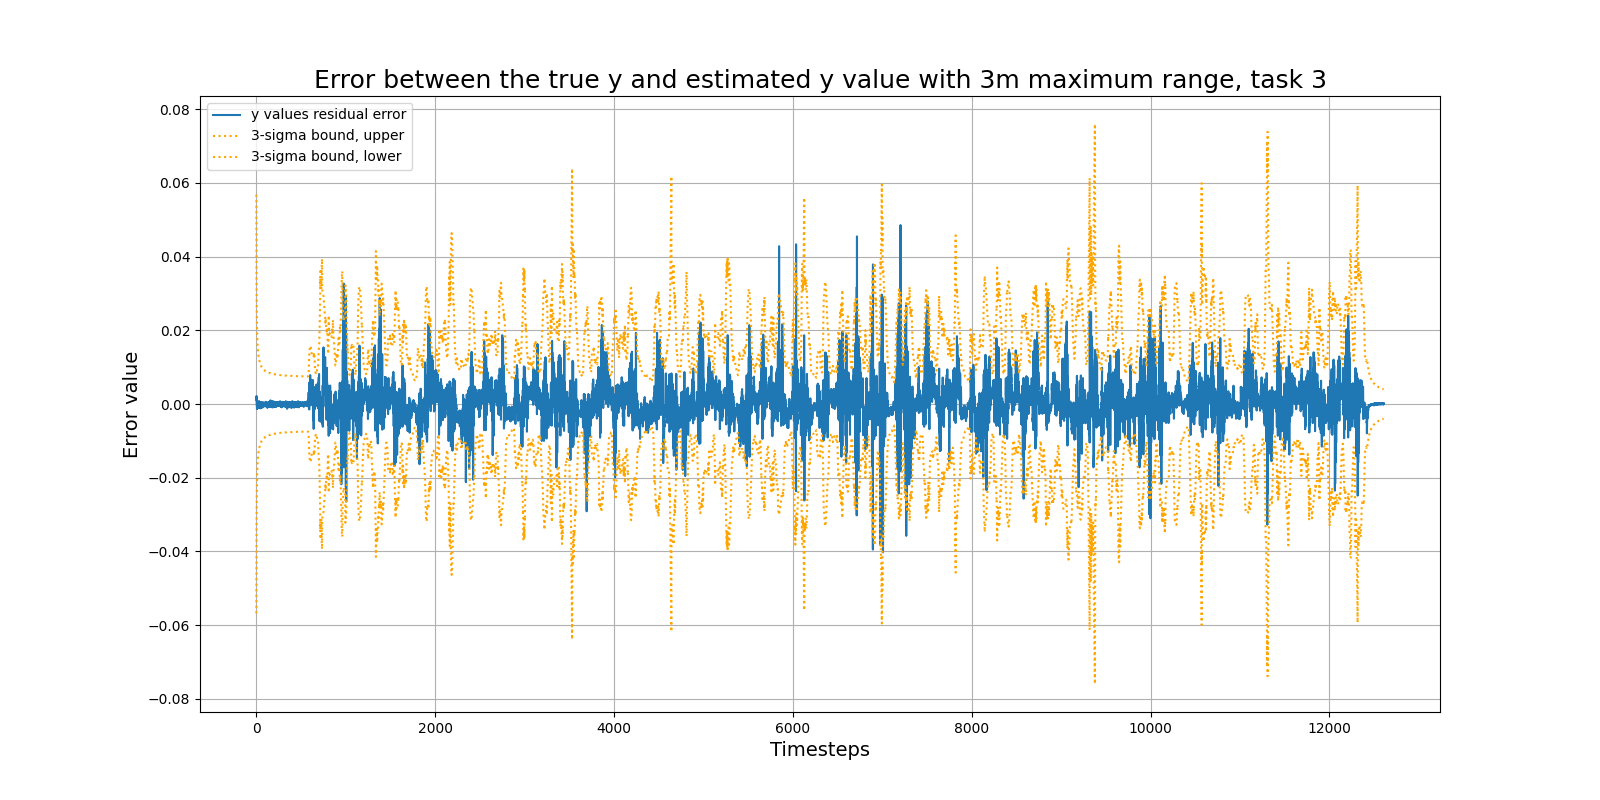 Error between the true y and estimated y value with 3m maximum range, task 3
y values residual error
3-sigma bound, upper
3-sigma bound, lower
0.08
0.06
0.04
0.02
0.00
−0.02
−0.04
−0.06
−0.08
Error value
0 2000 4000 6000 8000 10000 12000
Timesteps